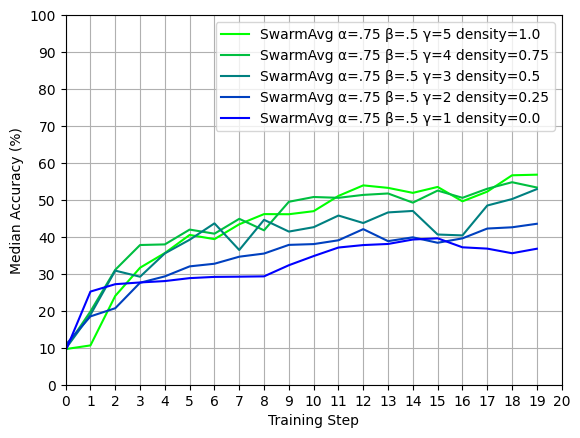 100
90
80
70
60
50
40
30
20
10
0
Median Accuracy (%)
SwarmAvg α=.75 β=.5 γ=5 density=1.0
SwarmAvg α=.75 β=.5 γ=4 density=0.75
SwarmAvg α=.75 β=.5 γ=3 density=0.5
SwarmAvg α=.75 β=.5 γ=2 density=0.25
SwarmAvg α=.75 β=.5 γ=1 density=0.0
0 1 2 3 4 5 6 7 8 9 10 11 12 13 14 15 16 17 18 19 20
Training Step